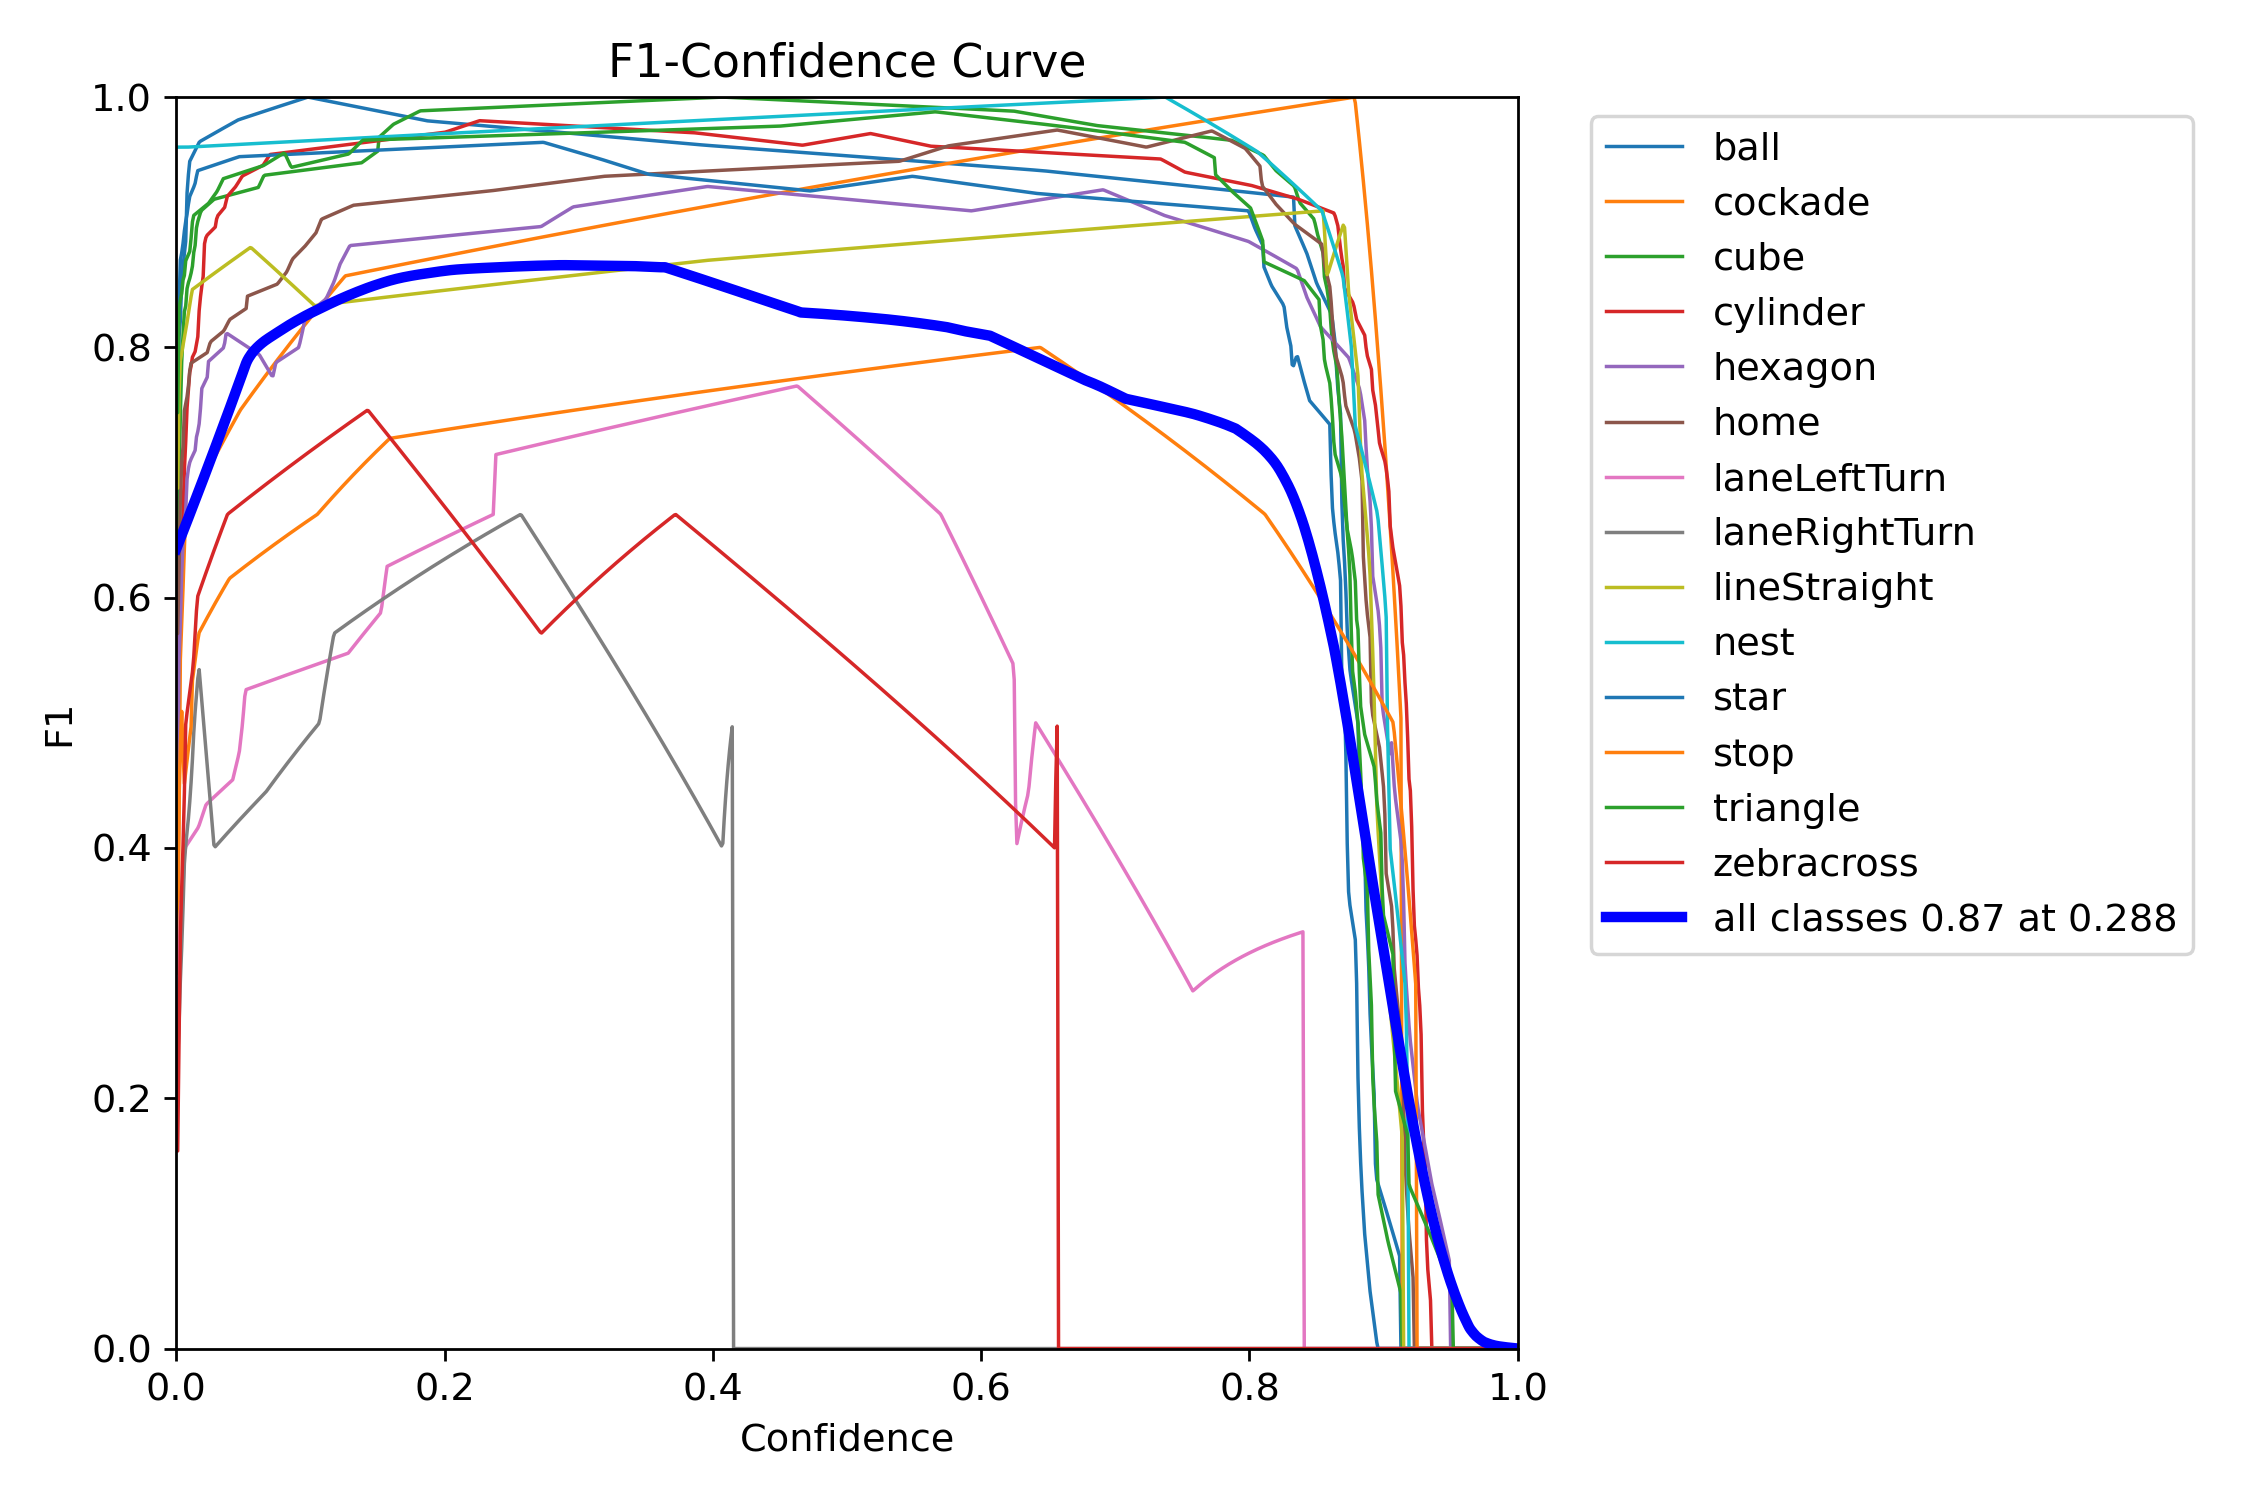 F1-Confidence Curve
1.0
0.8
0.6
0.4
0.2
0.0
F1
0.0 0.2 0.4 0.6 0.8 1.0
Confidence
ball
cockade
cube
cylinder
hexagon
home
laneLeftTurn
laneRightTurn
lineStraight
nest
star
stop
triangle
zebracross
all classes 0.87 at 0.288